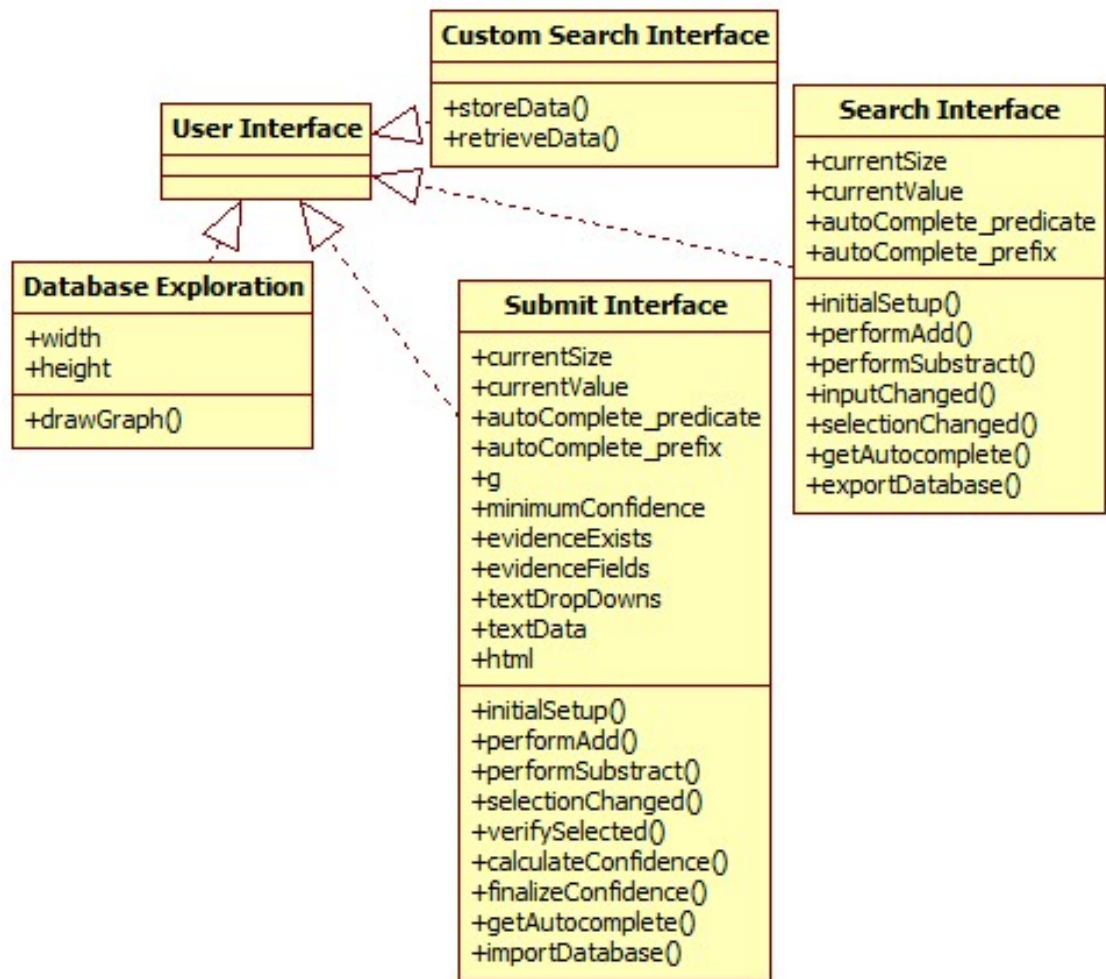 Custom Search Interface
+storeData()
+retrieveData()
User Interface
Search Interface
+currentSize
+currentValue
+autoComplete_predicate
+autoComplete_prefix
+initialSetup()
+performAdd()
+performSubstract()
+inputChanged()
+selectionChanged()
+getAutocomplete()
+exportDatabase()
Database Exploration
+width
+height
+drawGraph()
Submit Interface
+currentSize
+currentValue
+autoComplete_predicate
+autoComplete_prefix
+g
+minimumConfidence
+evidenceExists
+evidenceFields
+textDropDowns
+textData
+html
+initialSetup()
+performAdd()
+performSubstract()
+selectionChanged()
+verifySelected()
+calculateConfidence()
+finalizeConfidence()
+getAutocomplete()
+importDatabase()